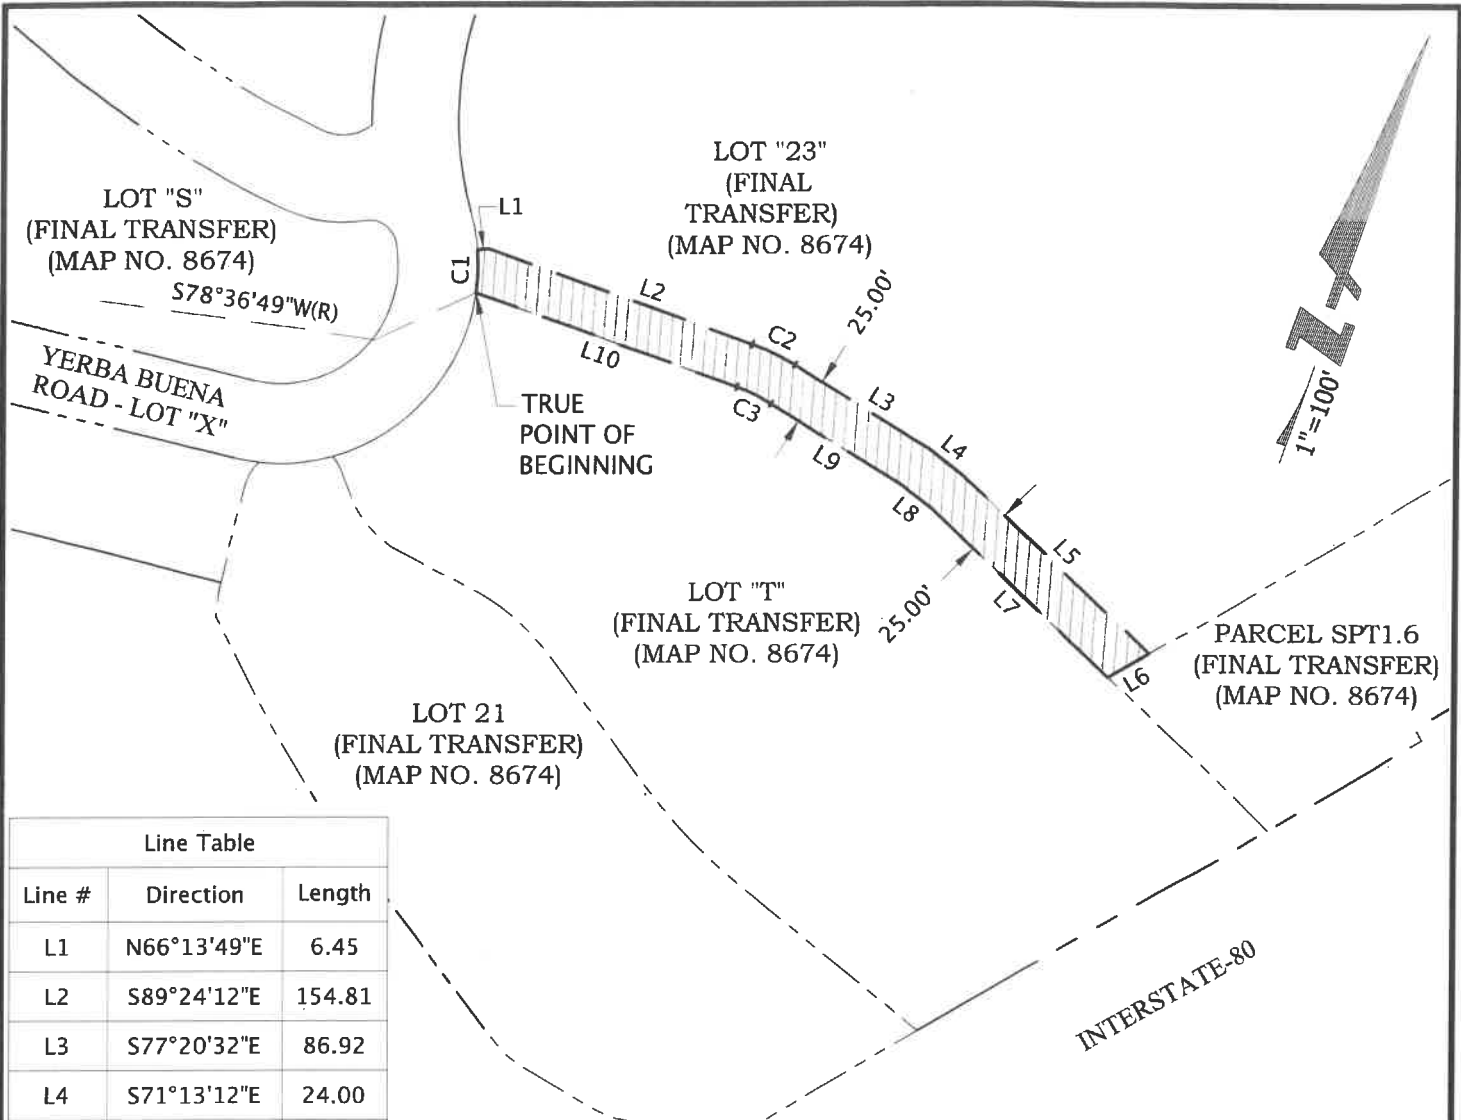 LOT "23"
(FINAL
TRANSFER)
(MAP NO. 8674)
LOT "S"
(FINAL TRANSFER)
(MAP NO. 8674)
S78°36'49"W(R)
L1
C1
L2
L10
C2
C3
25.00'
L3
L9
L4
L8
YERBA BUENA
ROAD - LOT "X"
TRUE
POINT OF
BEGINNING
N
1"=100'
L5
L7
L6
25.00'
LOT "T"
(FINAL TRANSFER)
(MAP NO. 8674)
PARCEL SPT1.6
(FINAL TRANSFER)
(MAP NO. 8674)
LOT 21
(FINAL TRANSFER)
(MAP NO. 8674)
INTERSTATE-80
Line Table
Line # Direction Length
L1 N66°13'49"E 6.45
L2 S89°24'12"E 154.81
L3 S77°20'32"E 86.92
L4 S71°13'12"E 24.00